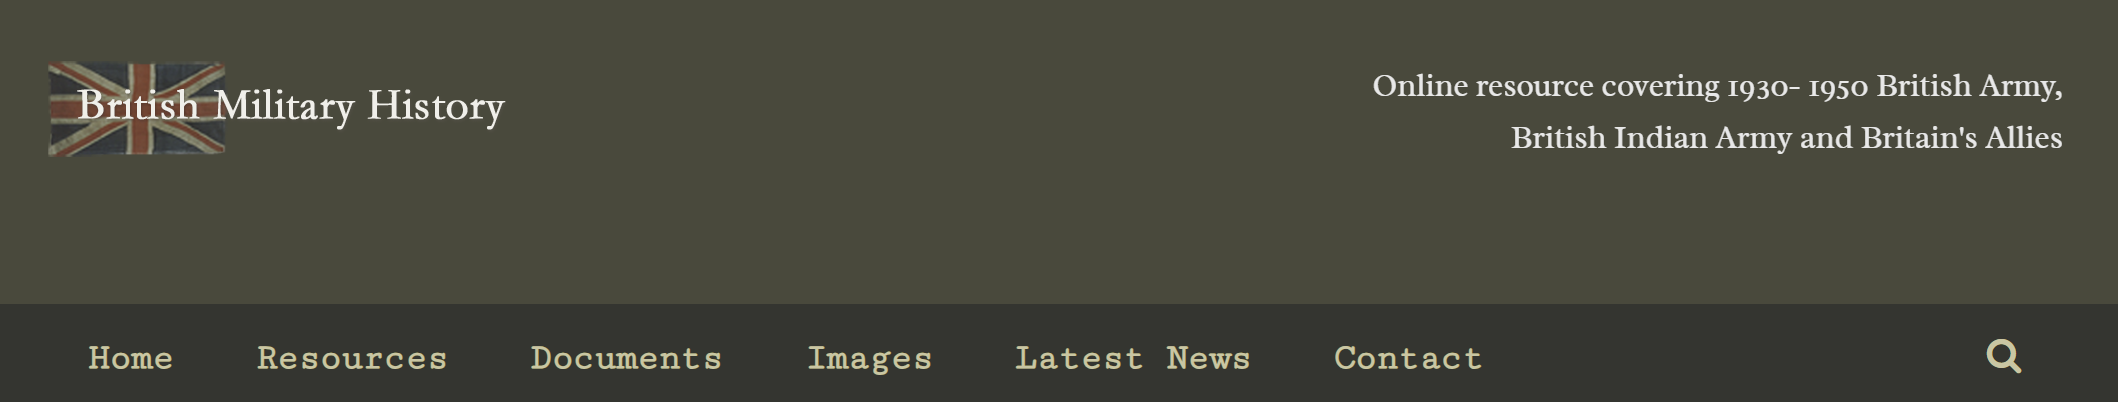 British Military History
Online resource covering 1930- 1950 British Army,
British Indian Army and Britain's Allies
Home Resources Documents Images Latest News Contact